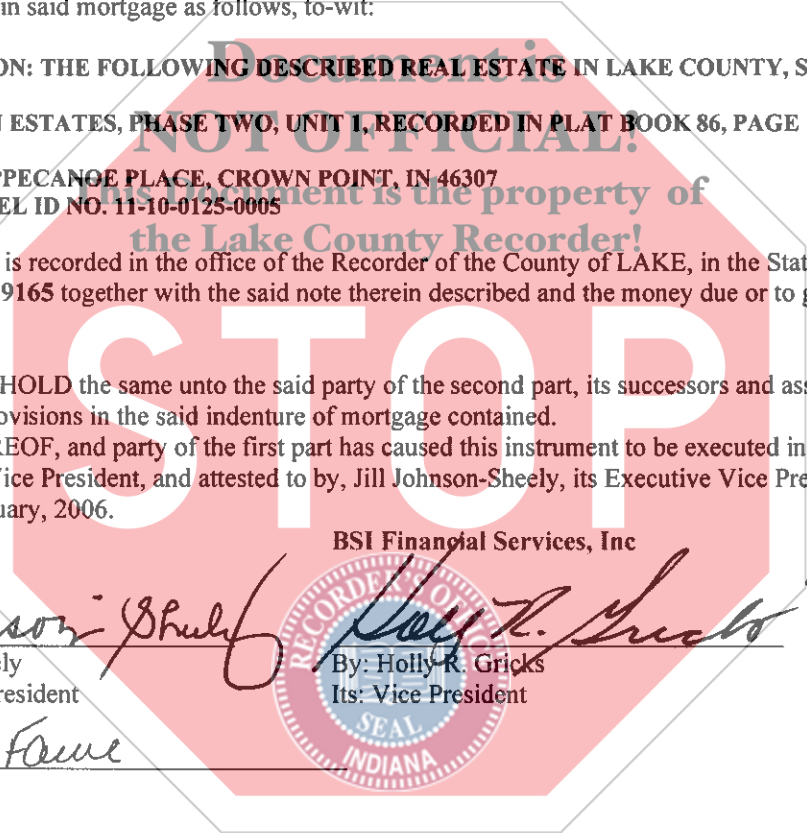 in said mortgage as follows, to-wit:
Document is
ON: THE FOLLOWING DESCRIBED REAL ESTATE IN LAKE COUNTY, S
NOT OFFICIAL!
ESTATES, PHASE TWO, UNIT 1, RECORDED IN PLAT BOOK 86, PAGE
PPECANOE PLACE, CROWN POINT, IN 46307
This Document is the property of
EL ID NO. 11-10-0125-0005
the Lake County Recorder!
is recorded in the office of the Recorder of the County of LAKE, in the Stat
9165 together with the said note therein described and the money due or to g
STOP
HOLD the same unto the said party of the second part, its successors and ass
ovisions in the said indenture of mortgage contained.
REOF, and party of the first part has caused this instrument to be executed in
Vice President, and attested to by, Jill Johnson-Sheely, its Executive Vice Pre
uary, 2006.
BSI Financial Services, Inc
son-Sheely Holly R. Gricks
ly By: Holly R. Gricks
resident Its: Vice President
RECORDER'S OFFICE
SEAL
INDIANA